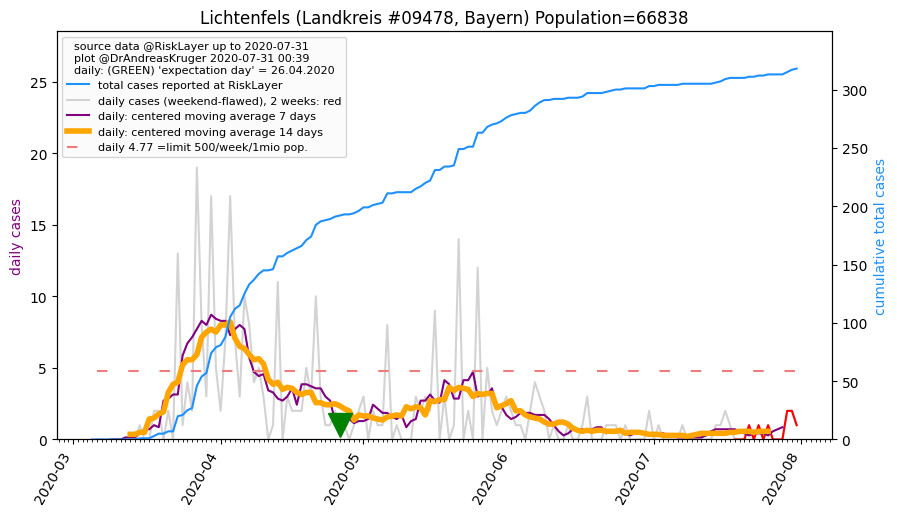 Lichtenfels (Landkreis #09478, Bayern) Population=66838
source data @RiskLayer up to 2020-07-31
plot @DrAndreasKruger 2020-07-31 00:39
daily: (GREEN) 'expectation day' = 26.04.2020
total cases reported at RiskLayer
daily cases (weekend-flawed), 2 weeks: red
daily: centered moving average 7 days
daily: centered moving average 14 days
daily 4.77 =limit 500/week/1mio pop.
daily cases
25
20
15
10
5
0
cumulative total cases
300
250
200
150
100
50
0
2020-03
2020-04
2020-05
2020-06
2020-07
2020-08